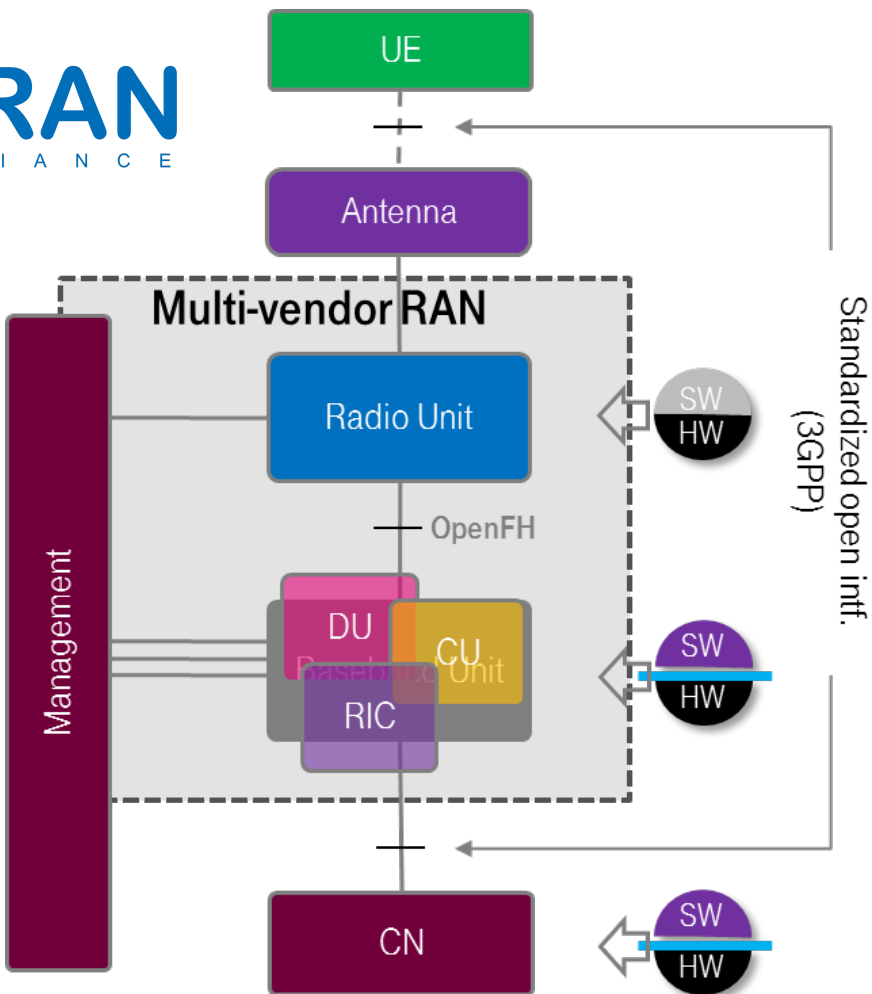 UE
RAN
I A N C E
Antenna
Multi-vendor RAN
Radio Unit
SW
HW
Standardized open intf.
(3GPP)
OpenFH
Management
DU
CU
Baseband Unit
RIC
SW
HW
CN
SW
HW